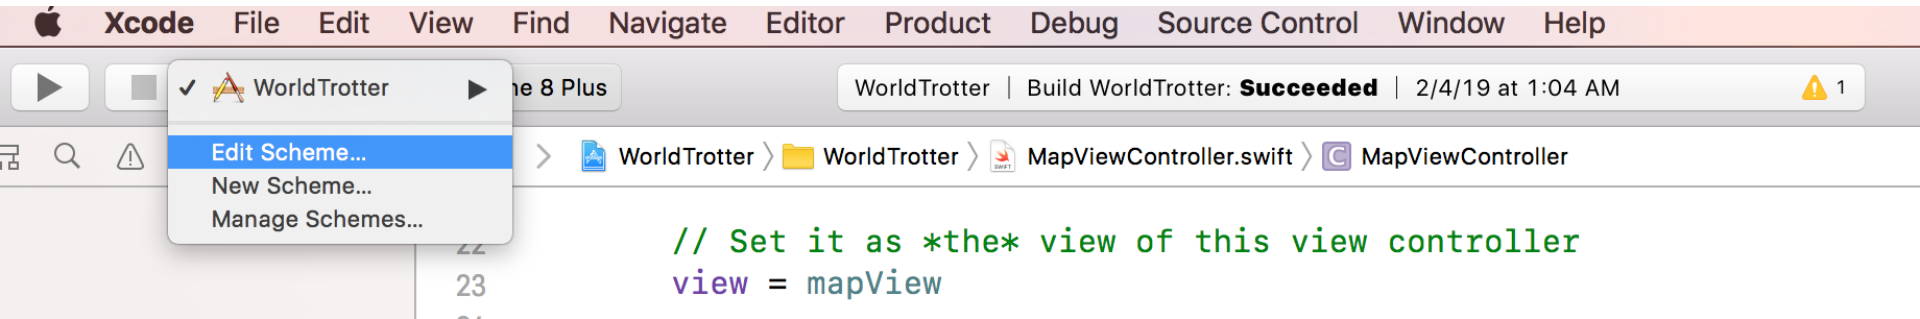 Xcode File Edit View Find Navigate Editor Product Debug Source Control Window Help
✓ WorldTrotter ▶ ne 8 Plus WorldTrotter | Build WorldTrotter: Succeeded | 2/4/19 at 1:04 AM 1
Edit Scheme... WorldTrotter 〉 WorldTrotter 〉 MapViewController.swift 〉 C MapViewController
New Scheme...
Manage Schemes...
22 // Set it as *the* view of this view controller
23 view = mapView